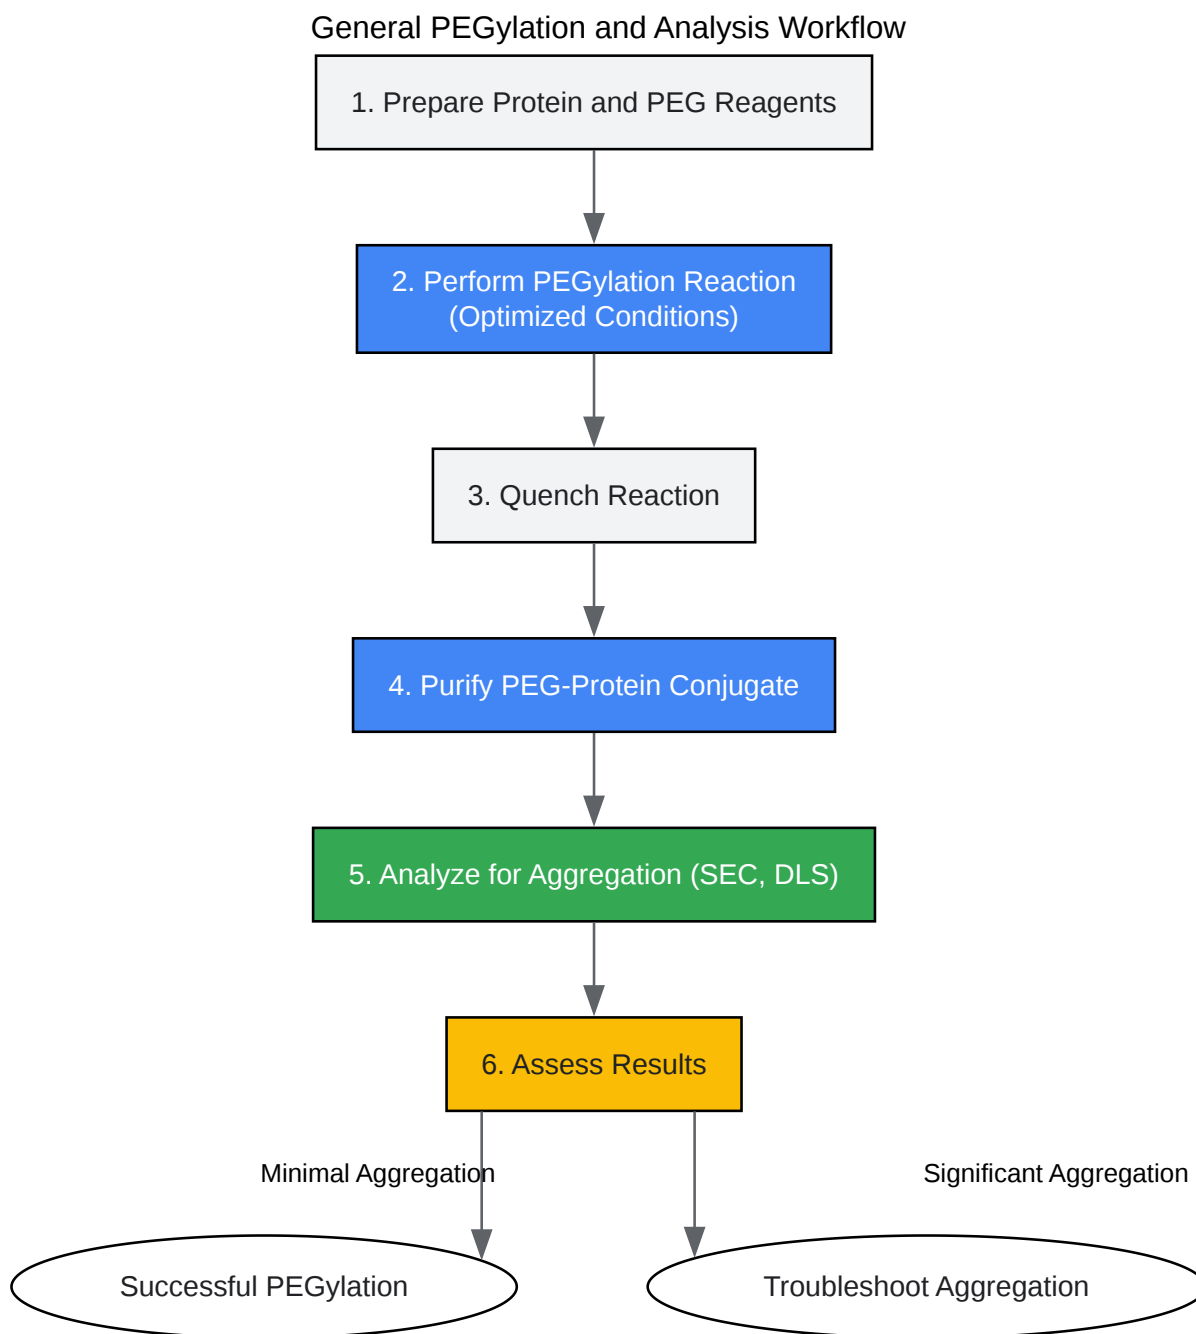 General PEGylation and Analysis Workflow
1. Prepare Protein and PEG Reagents
2. Perform PEGylation Reaction
(Optimized Conditions)
3. Quench Reaction
4. Purify PEG-Protein Conjugate
5. Analyze for Aggregation (SEC, DLS)
6. Assess Results
Minimal Aggregation
Significant Aggregation
Successful PEGylation
Troubleshoot Aggregation